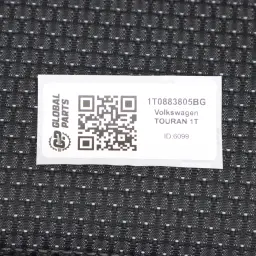 GLOBAL
PARTS
1T0883805BG
Volkswagen
TOURAN 1T
ID 6099